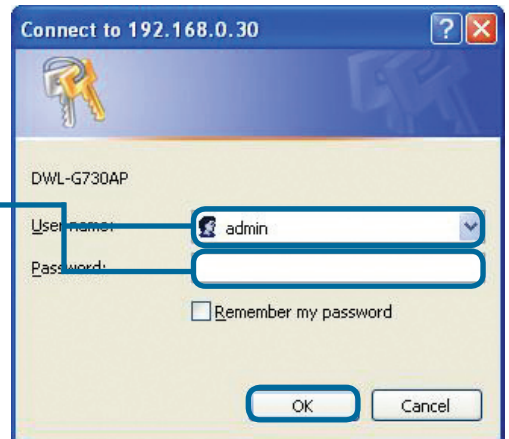 Connect to 192.168.0.30
DWL-G730AP
User name:
admin
Password:
Remember my password
OK
Cancel